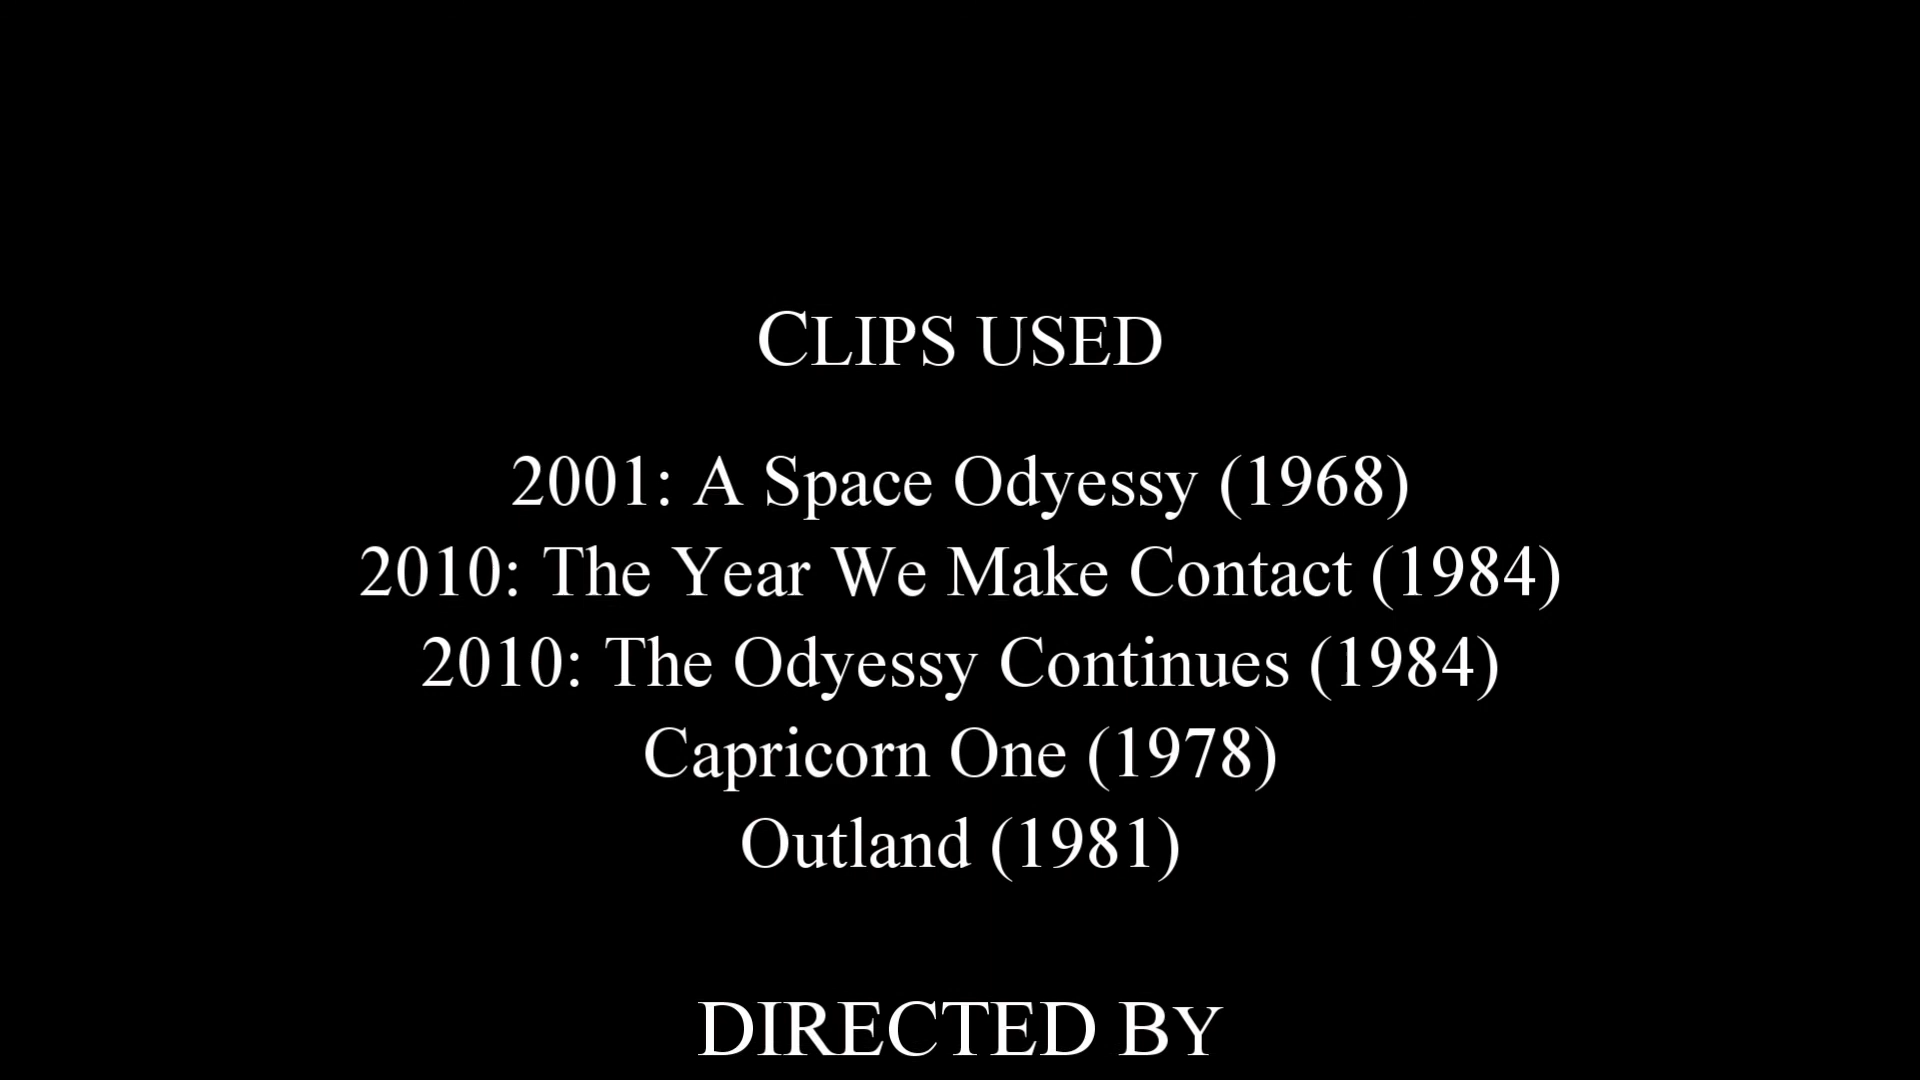 CLIPS USED
2001: A Space Odyessy (1968)
2010: The Year We Make Contact (1984)
2010: The Odyessy Continues (1984)
Capricorn One (1978)
Outland (1981)
DIRECTED BY